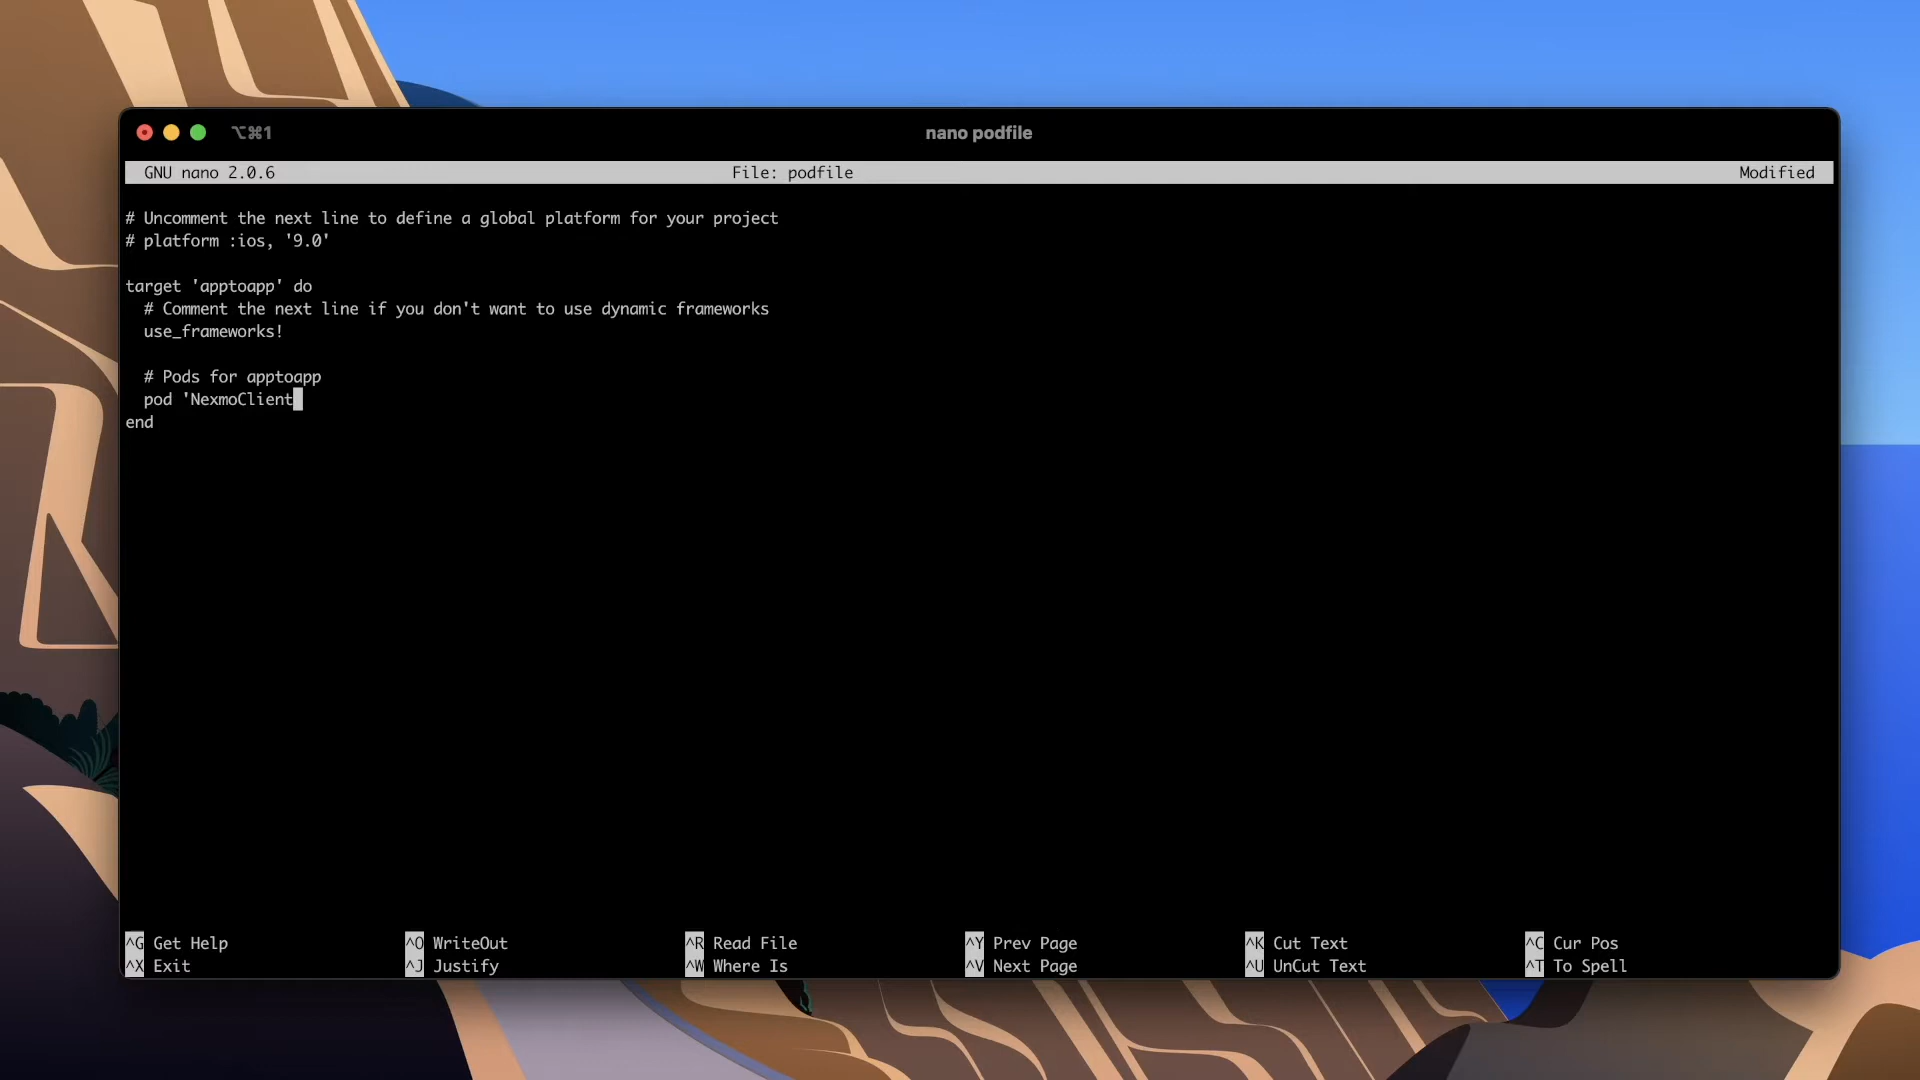 ⌥⌘1
nano podfile
GNU nano 2.0.6 File: podfile Modified
# Uncomment the next line to define a global platform for your project
# platform :ios, '9.0'
target 'apptoapp' do
# Comment the next line if you don't want to use dynamic frameworks
use_frameworks!
# Pods for apptoapp
pod 'NexmoClient
end
^G Get Help ^O WriteOut ^R Read File ^Y Prev Page ^K Cut Text ^C Cur Pos
^X Exit ^J Justify ^W Where Is ^V Next Page ^U UnCut Text ^T To Spell